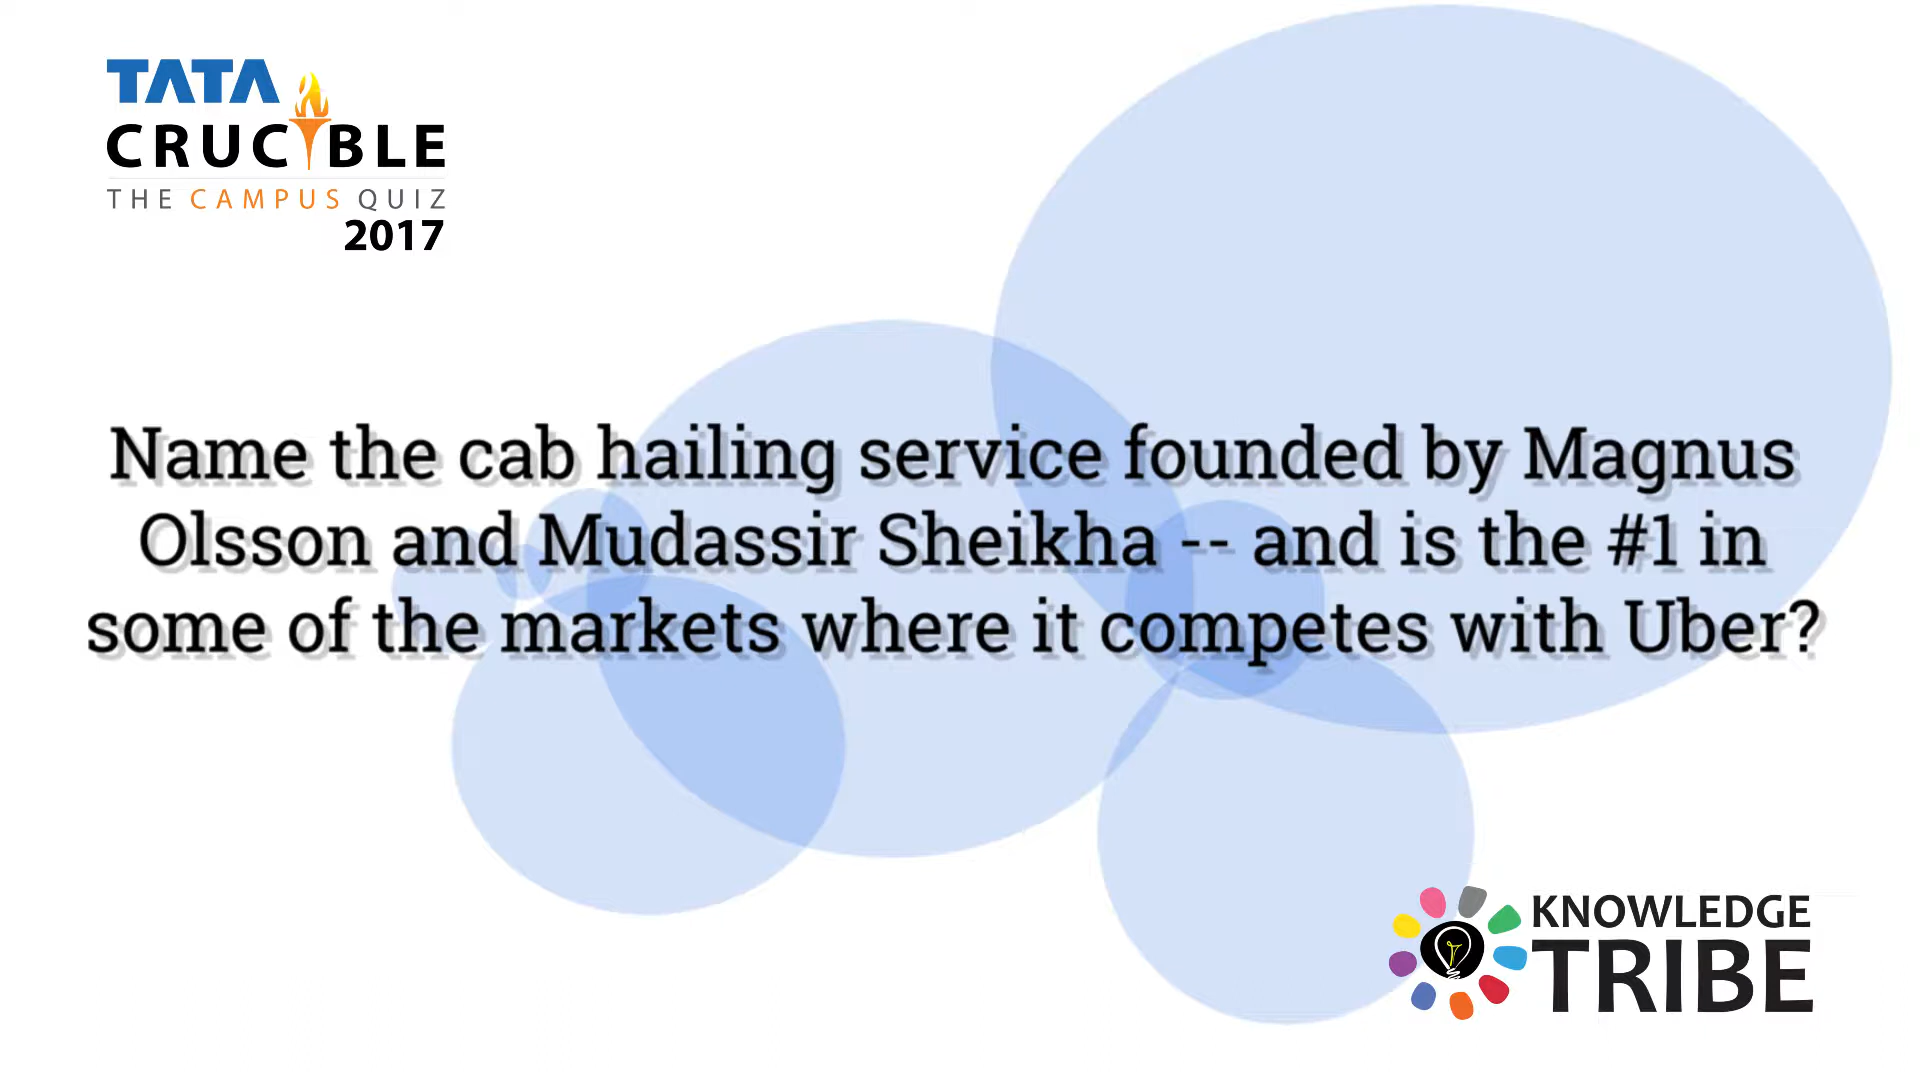 TATA
CRUCIBLE
THE CAMPUS QUIZ
2017
Name the cab hailing service founded by Magnus
Olsson and Mudassir Sheikha -- and is the #1 in
some of the markets where it competes with Uber?
KNOWLEDGE
TRIBE